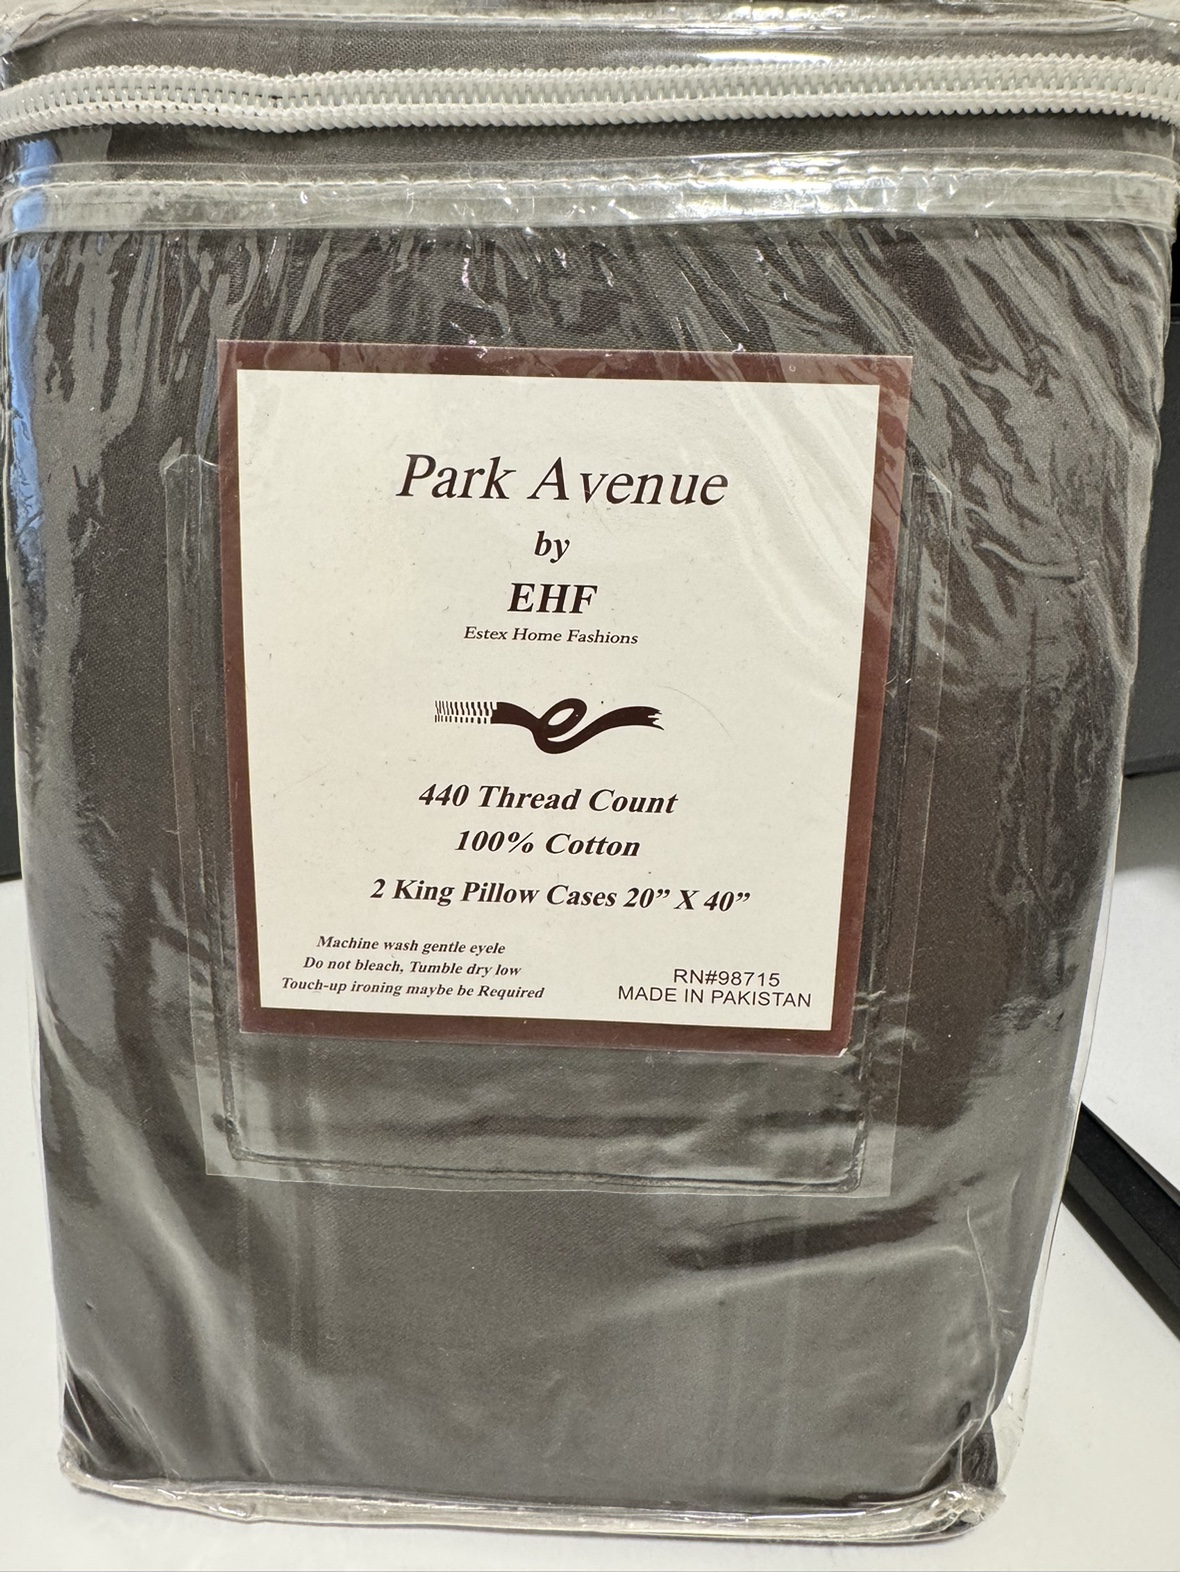 Park Avenue
by
EHF
Estex Home Fashions
440 Thread Count
100% Cotton
2 King Pillow Cases 20” X 40”
Machine wash gentle eyele
Do not bleach, Tumble dry low
Touch-up ironing maybe be Required
RN#98715
MADE IN PAKISTAN